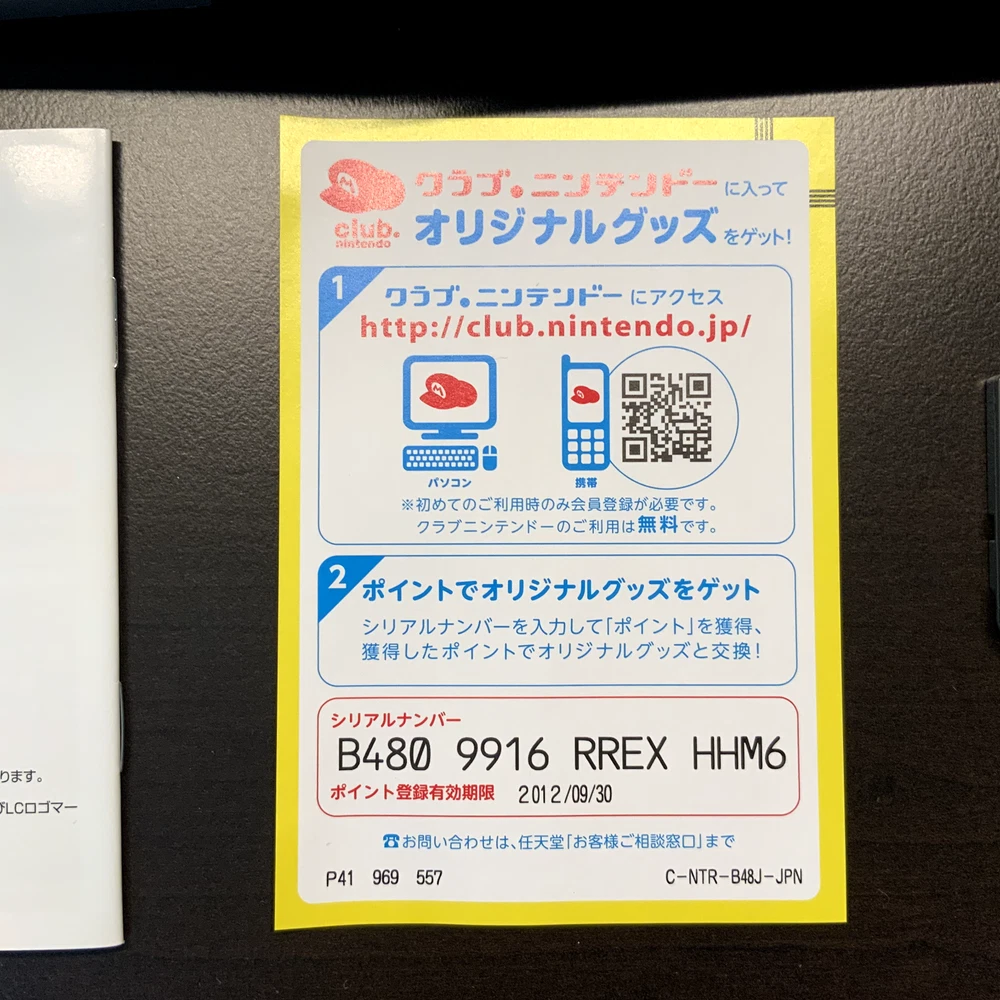 クラブ。ニンテンドーに入って
club.
nintendo
オリジナルグッズをゲット!
1
クラブ。ニンテンドーにアクセス
http://club.nintendo.jp/
パソコン
携帯
※初めてのご利用時のみ会員登録が必要です。
クラブニンテンドーのご利用は無料です。
2
ポイントでオリジナルグッズをゲット
シリアルナンバーを入力して「ポイント」を獲得、
獲得したポイントでオリジナルグッズと交換!
シリアルナンバー
B480 9916 RREX HHM6
ポイント登録有効期限 2012/09/30
☎お問い合わせは、任天堂「お客様ご相談窓口」まで
P41 969 557
C-NTR-B48J-JPN
ります。
LCロゴマー